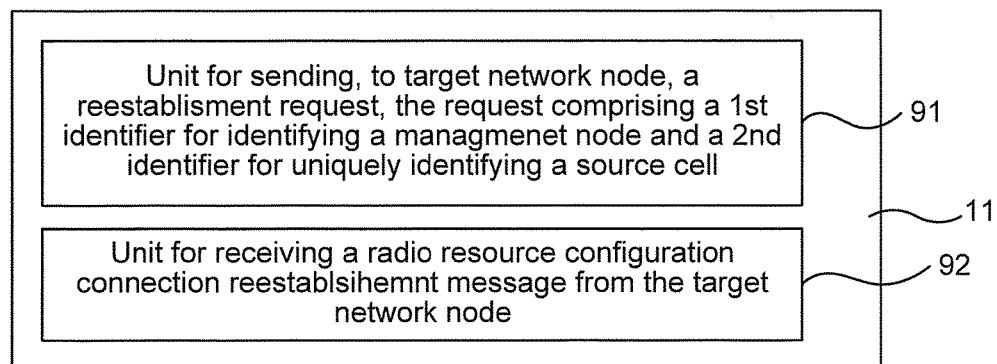 Unit for sending, to target network node, a
reestablisment request, the request comprising a 1st
identifier for identifying a managmenet node and a 2nd
identifier for uniquely identifying a source cell
91
11
Unit for receiving a radio resource configuration
connection reestablsihemnt message from the target
network node
92